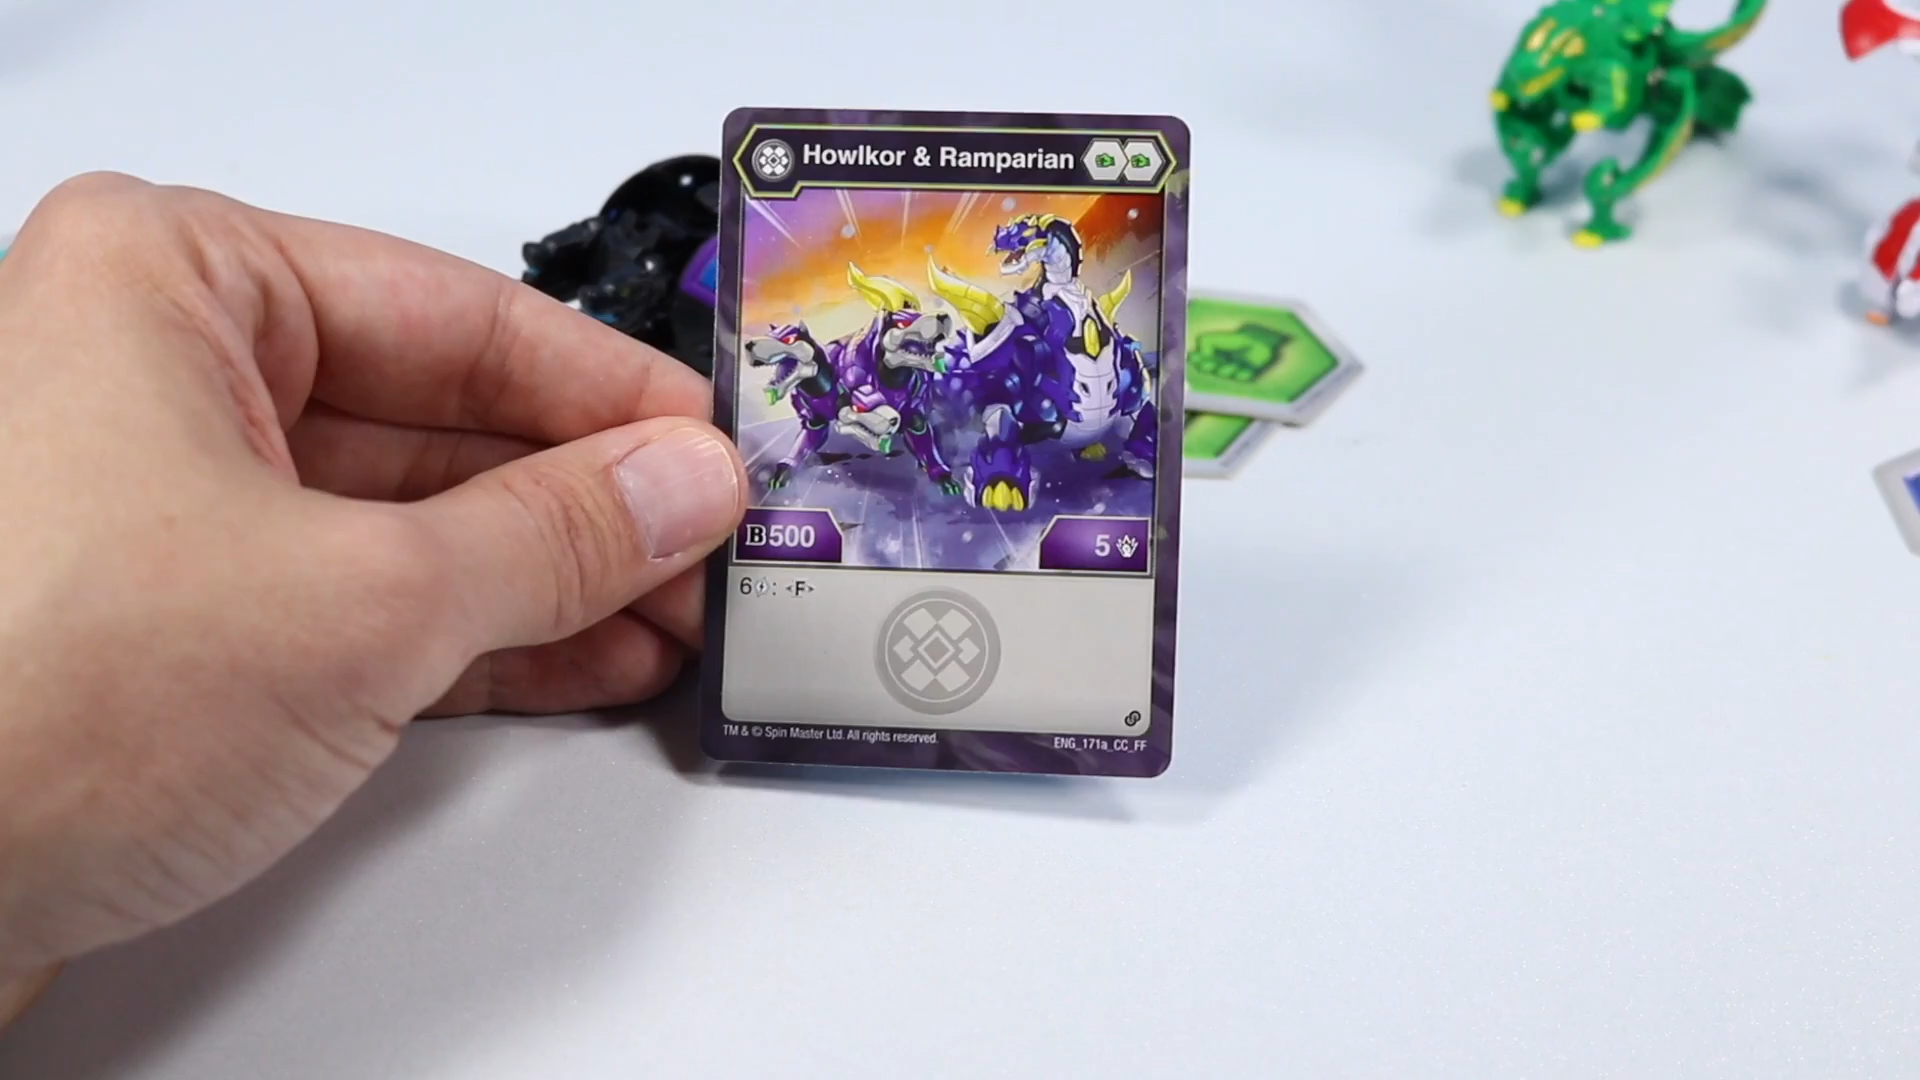 Howlkor & Ramparian
B500
5
6: F
TM & © Spin Master Ltd. All rights reserved.
ENG_171a_CC_FF